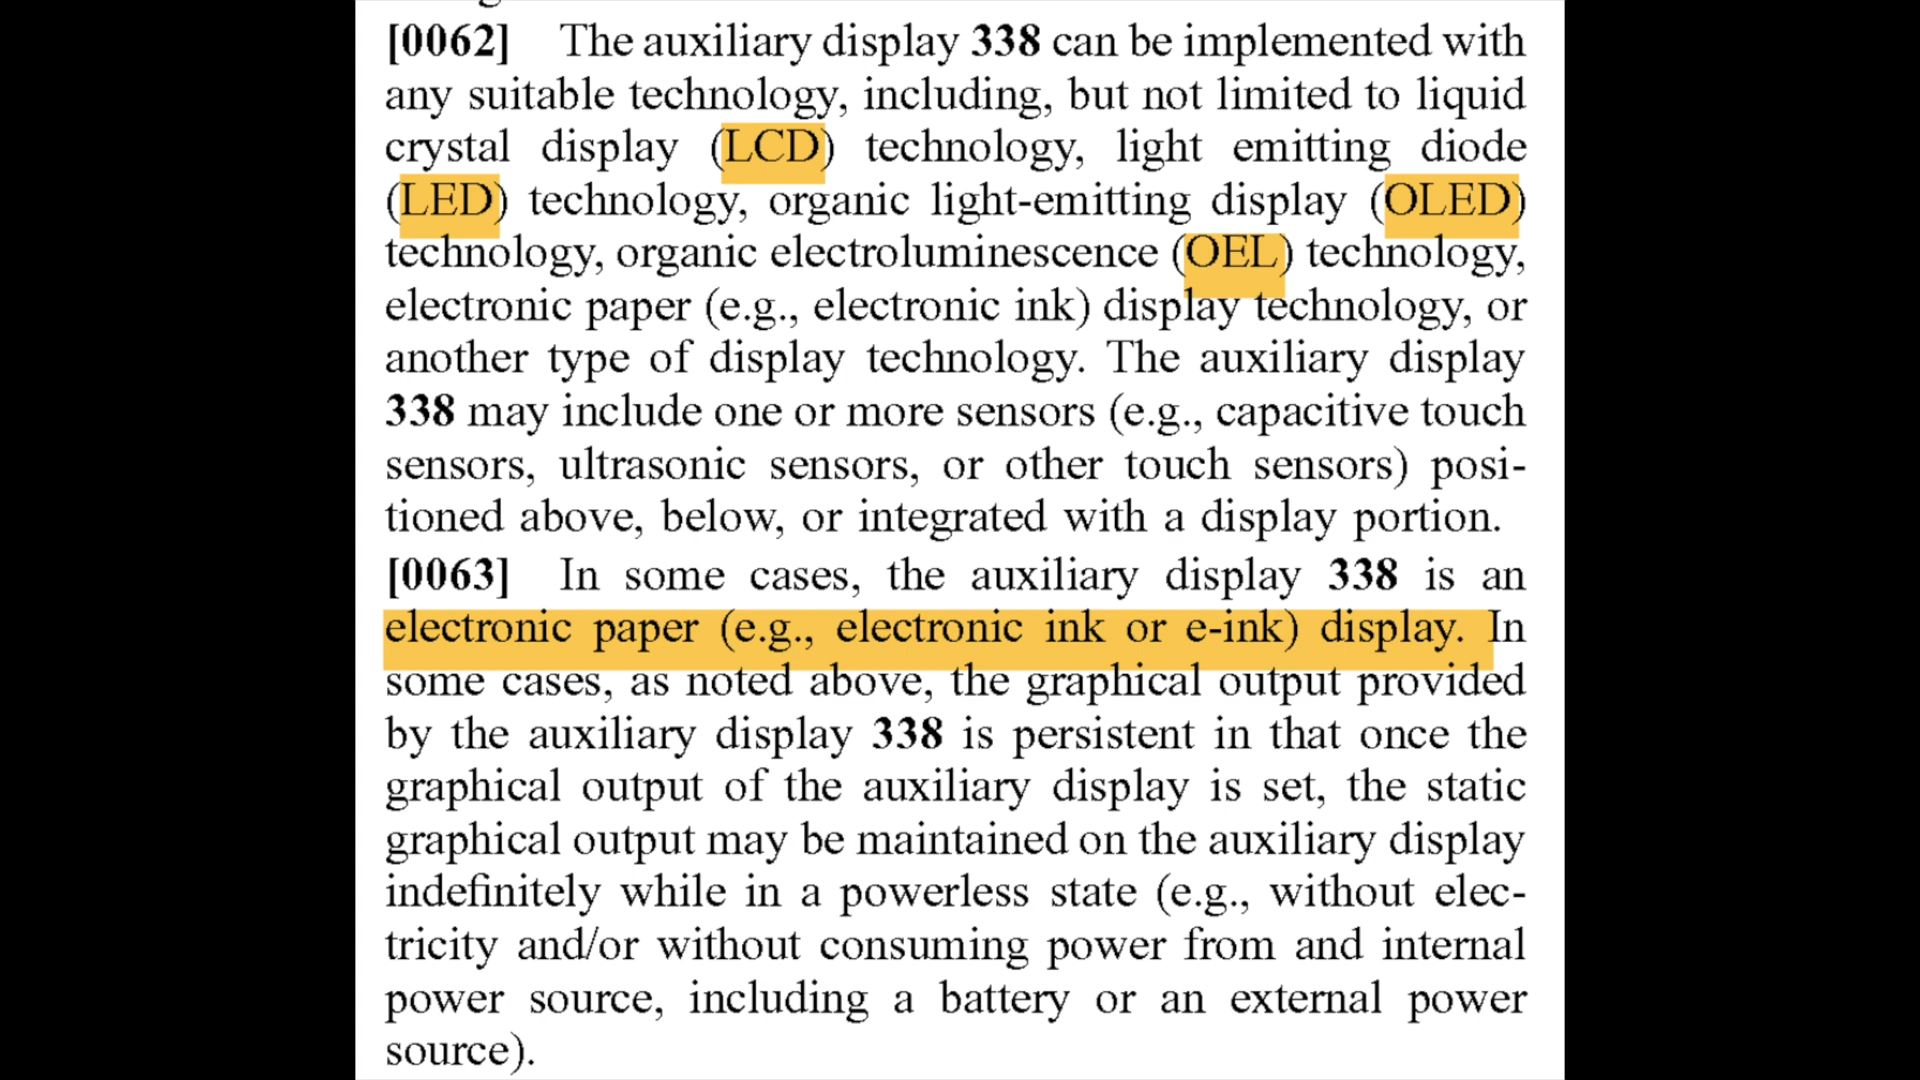 [0062] The auxiliary display 338 can be implemented with
any suitable technology, including, but not limited to liquid
crystal display (LCD) technology, light emitting diode
(LED) technology, organic light-emitting display (OLED)
technology, organic electroluminescence (OEL) technology,
electronic paper (e.g., electronic ink) display technology, or
another type of display technology. The auxiliary display
338 may include one or more sensors (e.g., capacitive touch
sensors, ultrasonic sensors, or other touch sensors) posi-
tioned above, below, or integrated with a display portion.
[0063] In some cases, the auxiliary display 338 is an
electronic paper (e.g., electronic ink or e-ink) display. In
some cases, as noted above, the graphical output provided
by the auxiliary display 338 is persistent in that once the
graphical output of the auxiliary display is set, the static
graphical output may be maintained on the auxiliary display
indefinitely while in a powerless state (e.g., without elec-
tricity and/or without consuming power from and internal
power source, including a battery or an external power
source).